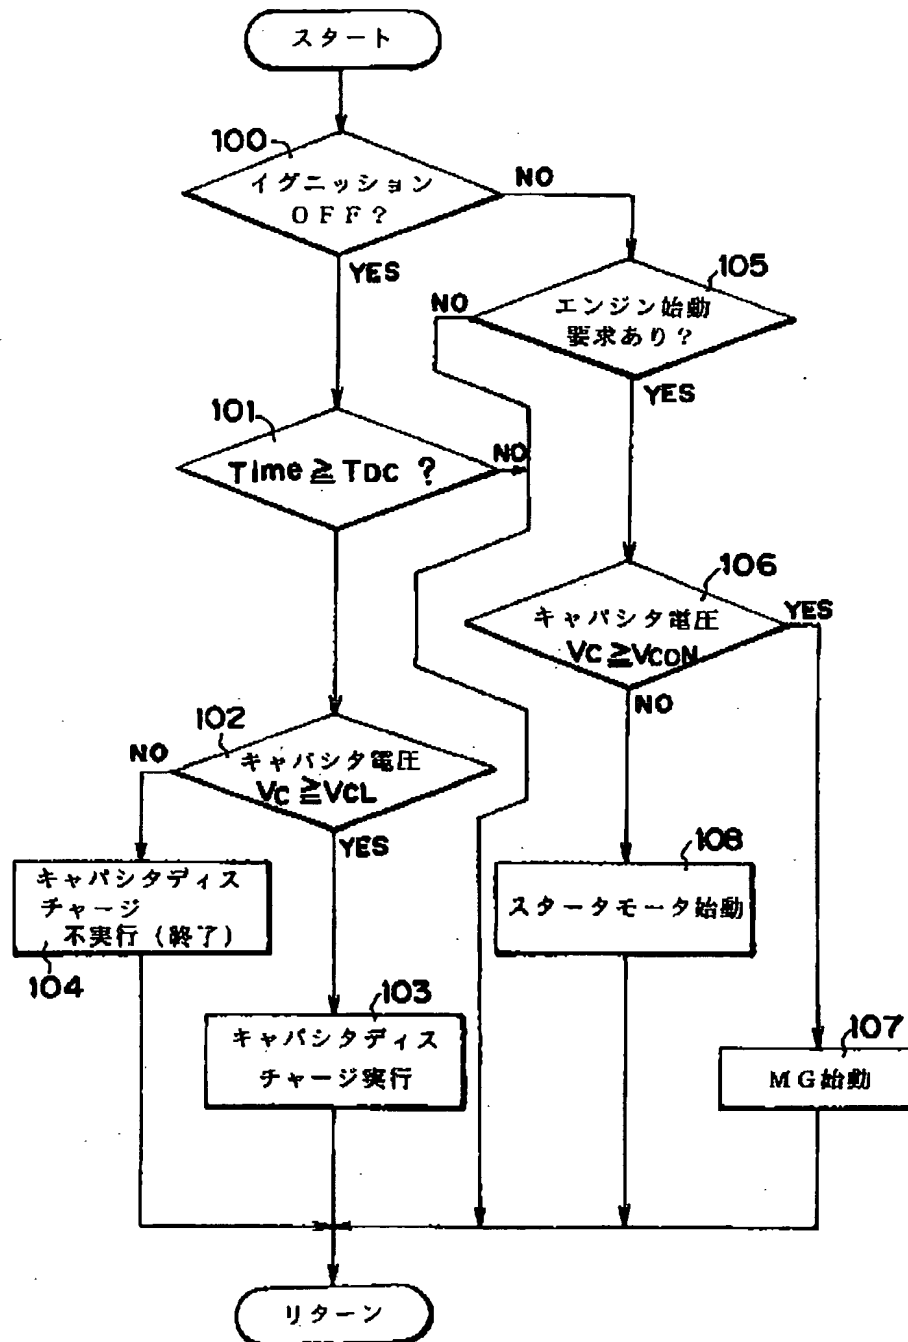 スタート
100
イグニッション
OFF?
NO
YES
105
エンジン始動
要求あり?
NO
YES
101
Time ≧ TDC ?
NO
106
キャパシタ電圧
VC ≧ VCON
YES
NO
102
キャパシタ電圧
VC ≧ VCL
NO
YES
キャパシタディス
チャージ
不実行(終了)
104
108
スタータモータ始動
103
キャパシタディス
チャージ実行
107
MG始動
リターン